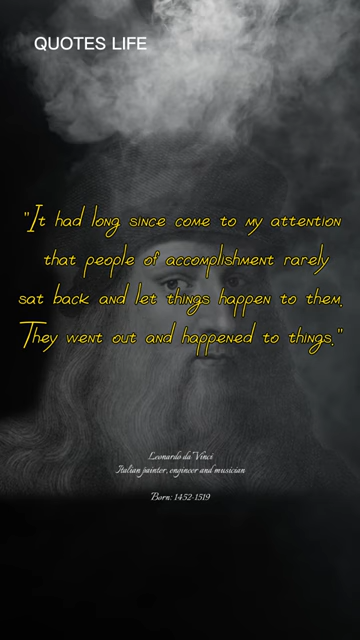 QUOTES LIFE
"It had long since come to my attention
that people of accomplishment rarely
sat back and let things happen to them.
They went out and happened to things."
Leonardo da Vinci
Italian painter, engineer and musician
Born: 1452-1519